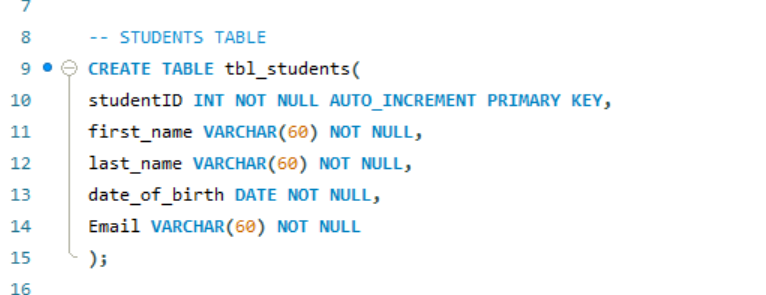 7
8 -- STUDENTS TABLE
9 CREATE TABLE tbl_students(
10 studentID INT NOT NULL AUTO_INCREMENT PRIMARY KEY,
11 first_name VARCHAR(60) NOT NULL,
12 last_name VARCHAR(60) NOT NULL,
13 date_of_birth DATE NOT NULL,
14 Email VARCHAR(60) NOT NULL
15 );
16